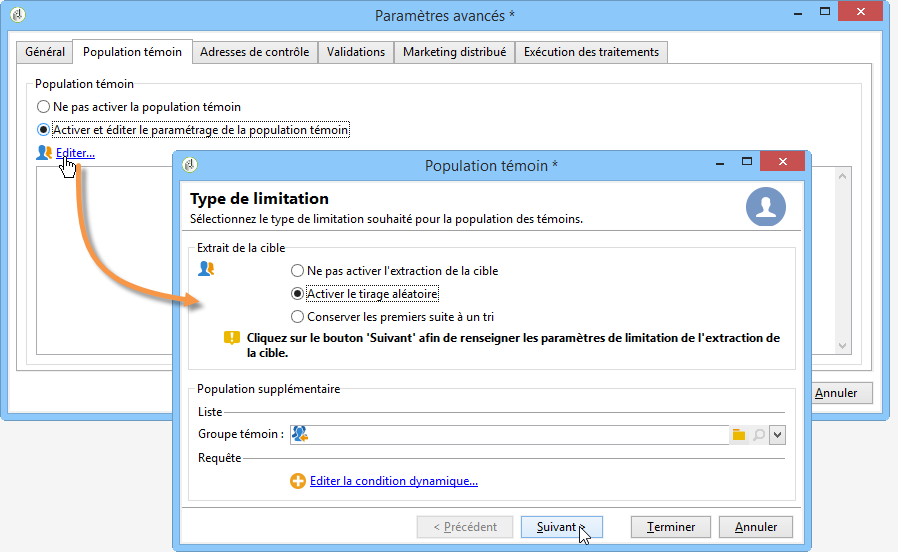 Paramètres avancés *
Général
Population témoin
Adresses de contrôle
Validations
Marketing distribué
Exécution des traitements
Population témoin
Ne pas activer la population témoin
Activer et éditer le paramétrage de la population témoin
Editer...
Population témoin *
Type de limitation
Sélectionnez le type de limitation souhaité pour la population des témoins.
Extrait de la cible
Ne pas activer l'extraction de la cible
Activer le tirage aléatoire
Conserver les premiers suite à un tri
Cliquez sur le bouton 'Suivant' afin de renseigner les paramètres de limitation de l'extraction de
la cible.
Annuler
Population supplémentaire
Liste
Groupe témoin :
Requête
Editer la condition dynamique...
< Précédent
Suivant >
Terminer
Annuler